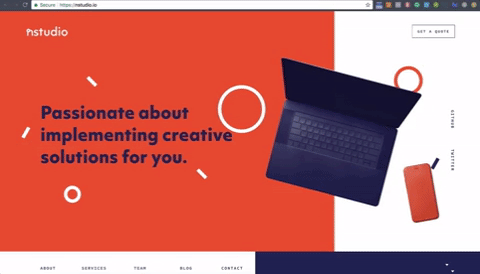 Secure https://nstudio.io
nstudio
GET A QUOTE
Passionate about
implementing creative
solutions for you.
GITHUB
TWITTER
ABOUT SERVICES TEAM BLOG CONTACT